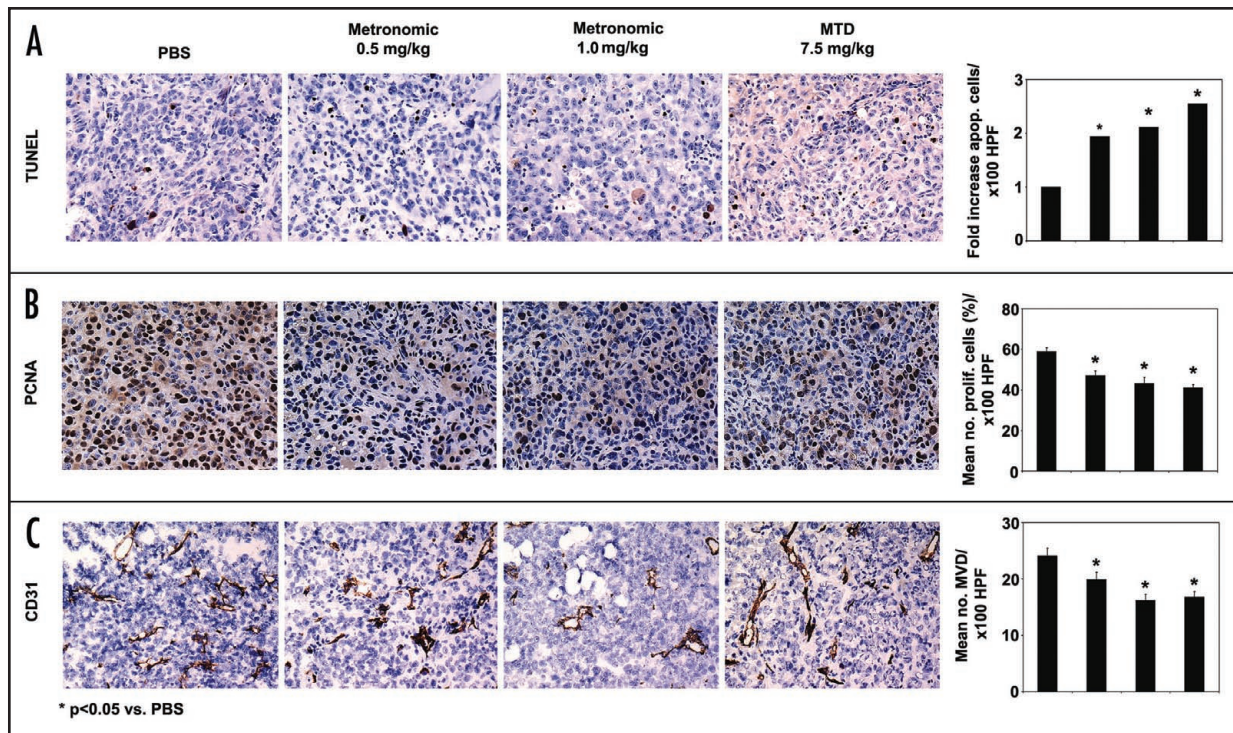 A
PBS
Metronomic
0.5 mg/kg
Metronomic
1.0 mg/kg
MTD
7.5 mg/kg
TUNEL
Fold increase apop. cells/
x100 HPF
3
2
1
0
*
*
*
B
PCNA
Mean no. prolif. cells (%)/
x100 HPF
80
60
40
20
0
*
*
*
C
CD31
Mean no. MVD/
x100 HPF
30
20
10
0
*
*
*
* p<0.05 vs. PBS